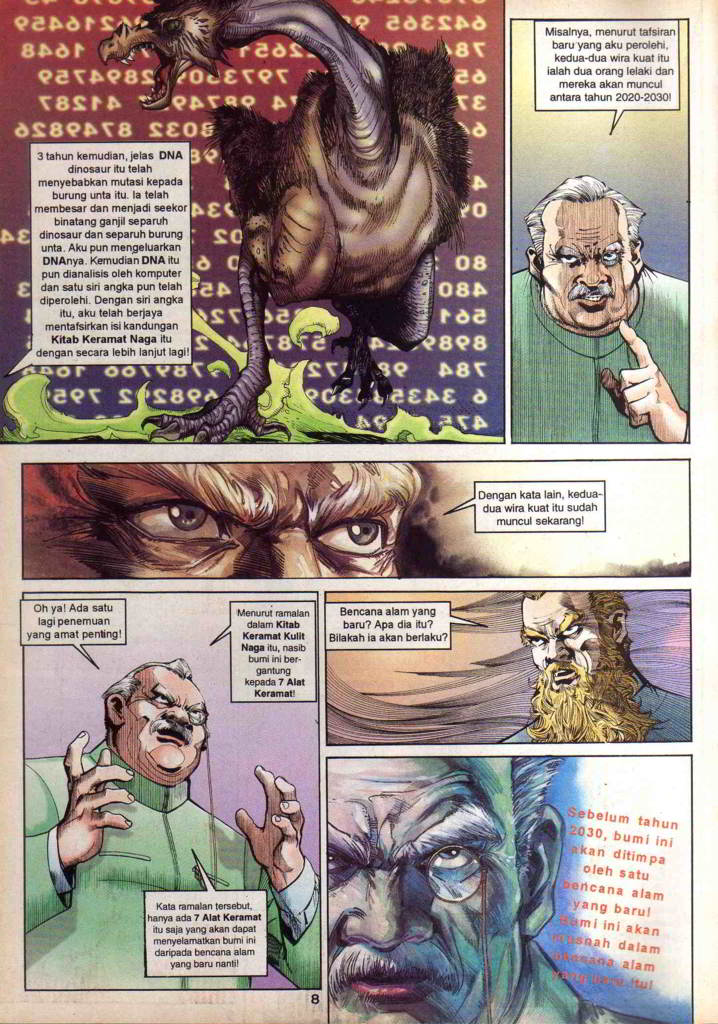 3 tahun kemudian, jelas DNA
dinosaur itu telah
menyebabkan mutasi kepada
burung unta itu. Ia telah
membesar dan menjadi seekor
binatang ganjil separuh
dinosaur dan separuh burung
unta. Aku pun mengeluarkan
DNAnya. Kemudian DNA itu
pun dianalisis oleh komputer
dan satu siri angka pun telah
diperolehi. Dengan siri angka
itu, aku telah berjaya
mentafsirkan isi kandungan
Kitab Keramat Naga itu
dengan secara lebih lanjut lagi!
Misalnya, menurut tafsiran
baru yang aku perolehi,
kedua-dua wira kuat itu
ialah dua orang lelaki dan
mereka akan muncul
antara tahun 2020-2030!
Dengan kata lain, kedua-
dua wira kuat itu sudah
muncul sekarang!
Oh ya! Ada satu
lagi penemuan
yang amat penting!
Menurut ramalan
dalam Kitab
Keramat Kulit
Naga itu, nasib
bumi ini ber-
gantung
kepada 7 Alat
Keramat!
Kata ramalan tersebut,
hanya ada 7 Alat Keramat
itu saja yang akan dapat
menyelamatkan bumi ini
daripada bencana alam
yang baru nanti!
Bencana alam yang
baru? Apa dia itu?
Bilakah ia akan berlaku?
Sebelum tahun
2030, bumi ini
akan ditimpa
oleh satu
bencana alam
yang baru!
Bumi ini akan
musnah dalam
bencana alam
yang baru itu!
8